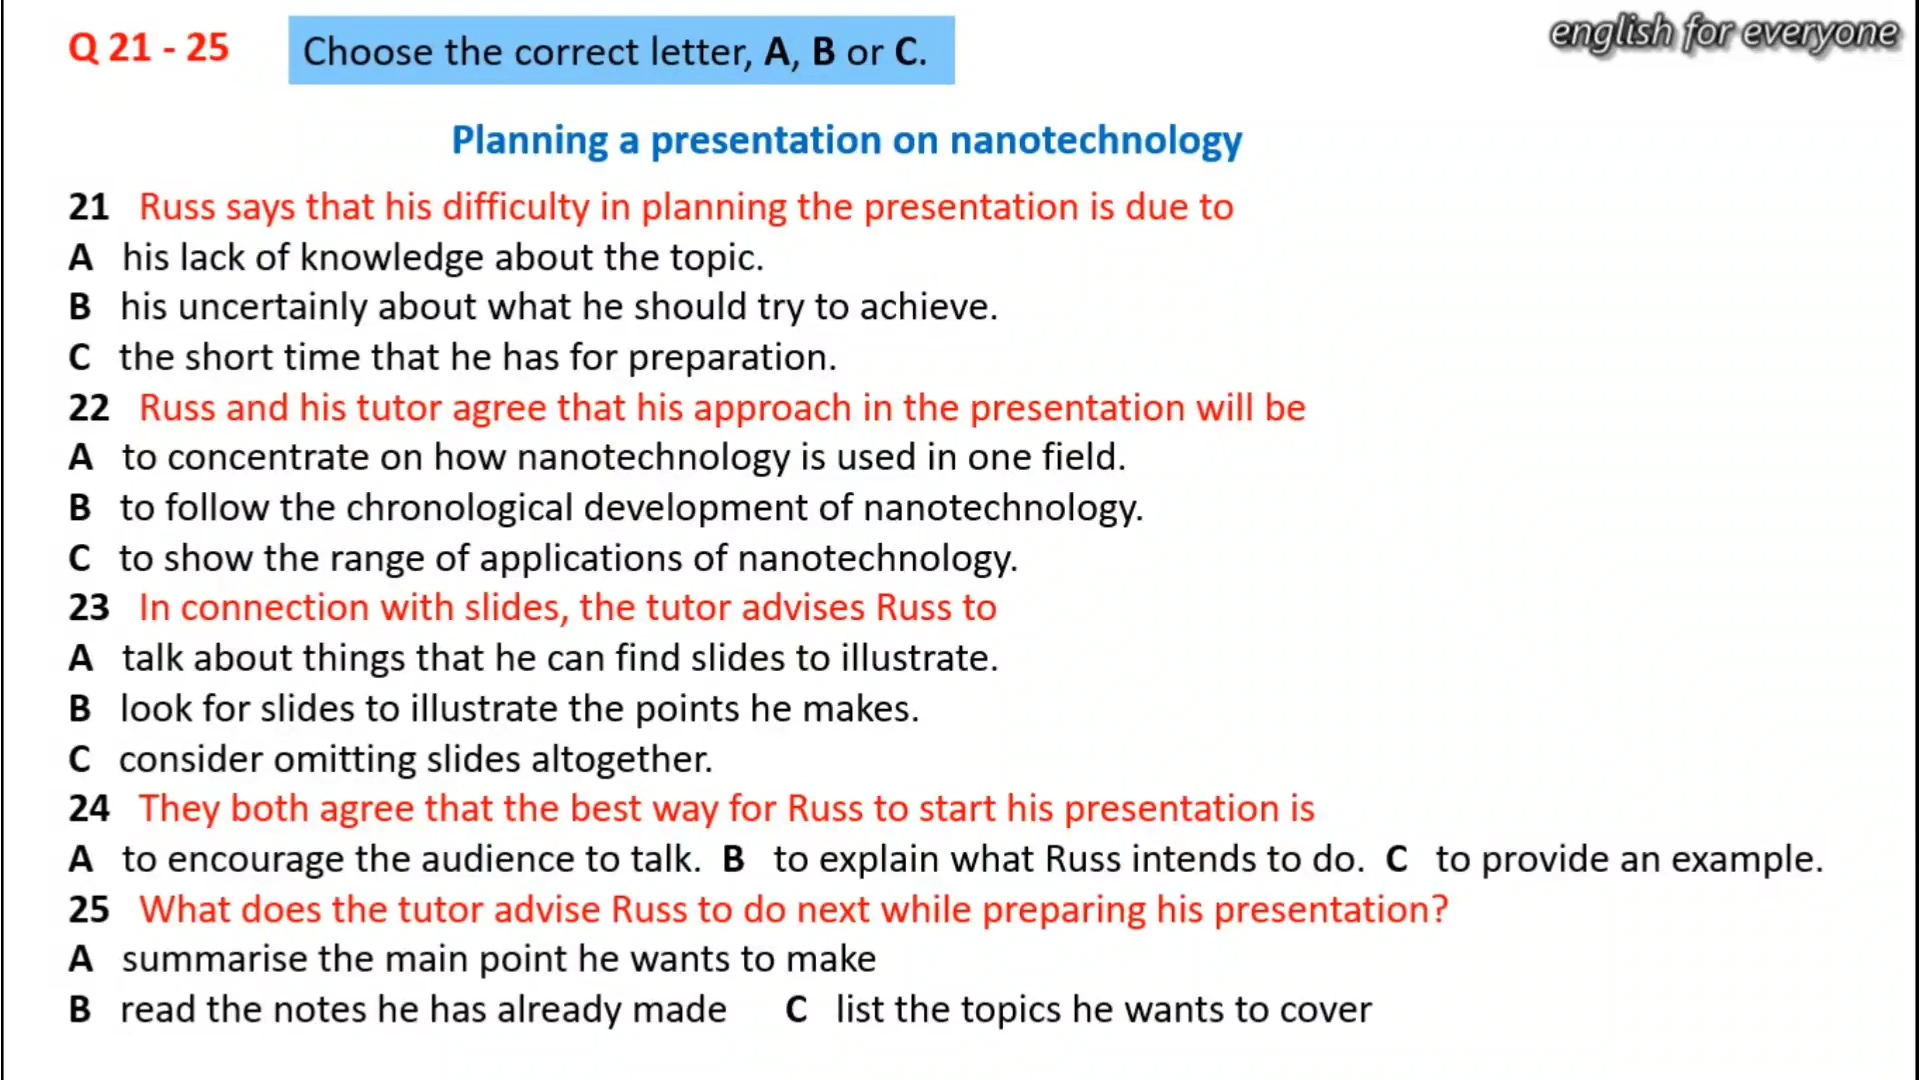 Q 21 - 25 Choose the correct letter, A, B or C.
english for everyone
Planning a presentation on nanotechnology
21 Russ says that his difficulty in planning the presentation is due to
A his lack of knowledge about the topic.
B his uncertainly about what he should try to achieve.
C the short time that he has for preparation.
22 Russ and his tutor agree that his approach in the presentation will be
A to concentrate on how nanotechnology is used in one field.
B to follow the chronological development of nanotechnology.
C to show the range of applications of nanotechnology.
23 In connection with slides, the tutor advises Russ to
A talk about things that he can find slides to illustrate.
B look for slides to illustrate the points he makes.
C consider omitting slides altogether.
24 They both agree that the best way for Russ to start his presentation is
A to encourage the audience to talk. B to explain what Russ intends to do. C to provide an example.
25 What does the tutor advise Russ to do next while preparing his presentation?
A summarise the main point he wants to make
B read the notes he has already made C list the topics he wants to cover